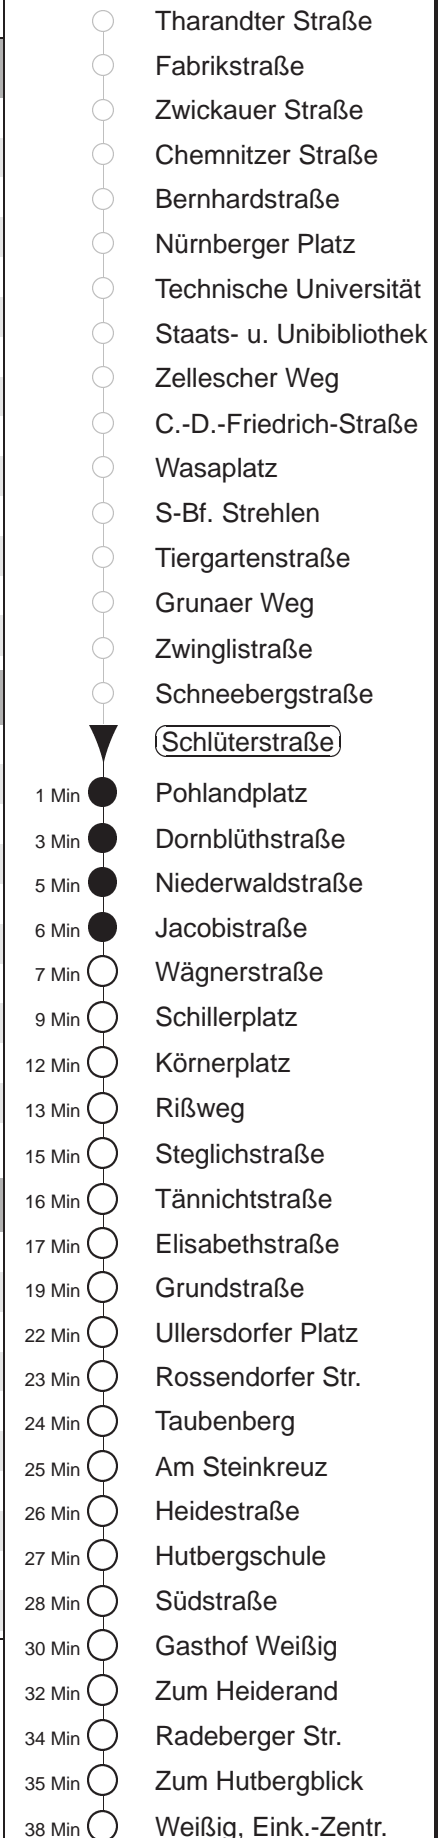 Tharandter Straße
Fabrikstraße
Zwickauer Straße
Chemnitzer Straße
Bernhardstraße
Nürnberger Platz
Technische Universität
Staats- u. Unibibliothek
Zellescher Weg
C.-D.-Friedrich-Straße
Wasaplatz
S-Bf. Strehlen
Tiergartenstraße
Grunaer Weg
Zwinglistraße
Schneebergstraße
Schlüterstraße
1 Min Pohlandplatz
3 Min Dornblüthstraße
5 Min Niederwaldstraße
6 Min Jacobistraße
7 Min Wägnerstraße
9 Min Schillerplatz
12 Min Körnerplatz
13 Min Rißweg
15 Min Steglichstraße
16 Min Tännichtstraße
17 Min Elisabethstraße
19 Min Grundstraße
22 Min Ullersdorfer Platz
23 Min Rossendorfer Str.
24 Min Taubenberg
25 Min Am Steinkreuz
26 Min Heidestraße
27 Min Hutbergschule
28 Min Südstraße
30 Min Gasthof Weißig
32 Min Zum Heiderand
34 Min Radeberger Str.
35 Min Zum Hutbergblick
38 Min Weißig, Eink.-Zentr.